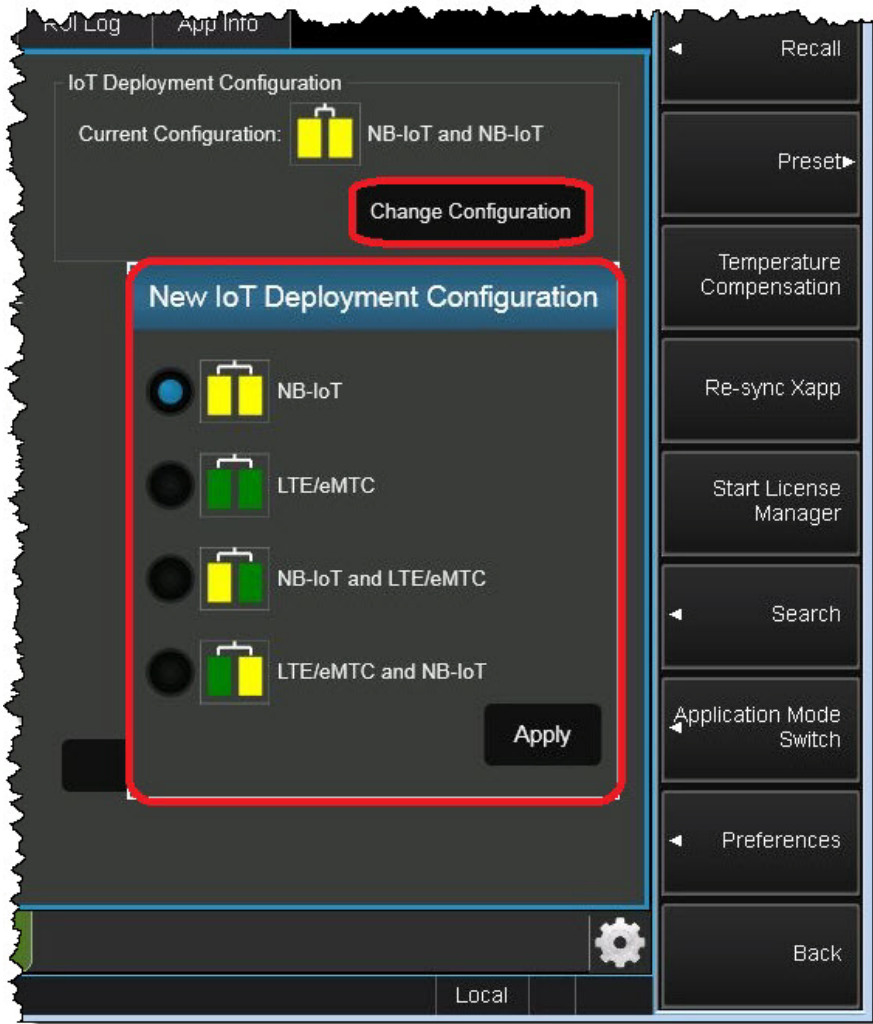 RUI Log
App Info
IoT Deployment Configuration
Current Configuration:
NB-IoT and NB-IoT
Change Configuration
New IoT Deployment Configuration
NB-IoT
LTE/eMTC
NB-IoT and LTE/eMTC
LTE/eMTC and NB-IoT
Apply
Local
Recall
Preset
Temperature
Compensation
Re-sync Xapp
Start License
Manager
Search
Application Mode
Switch
Preferences
Back